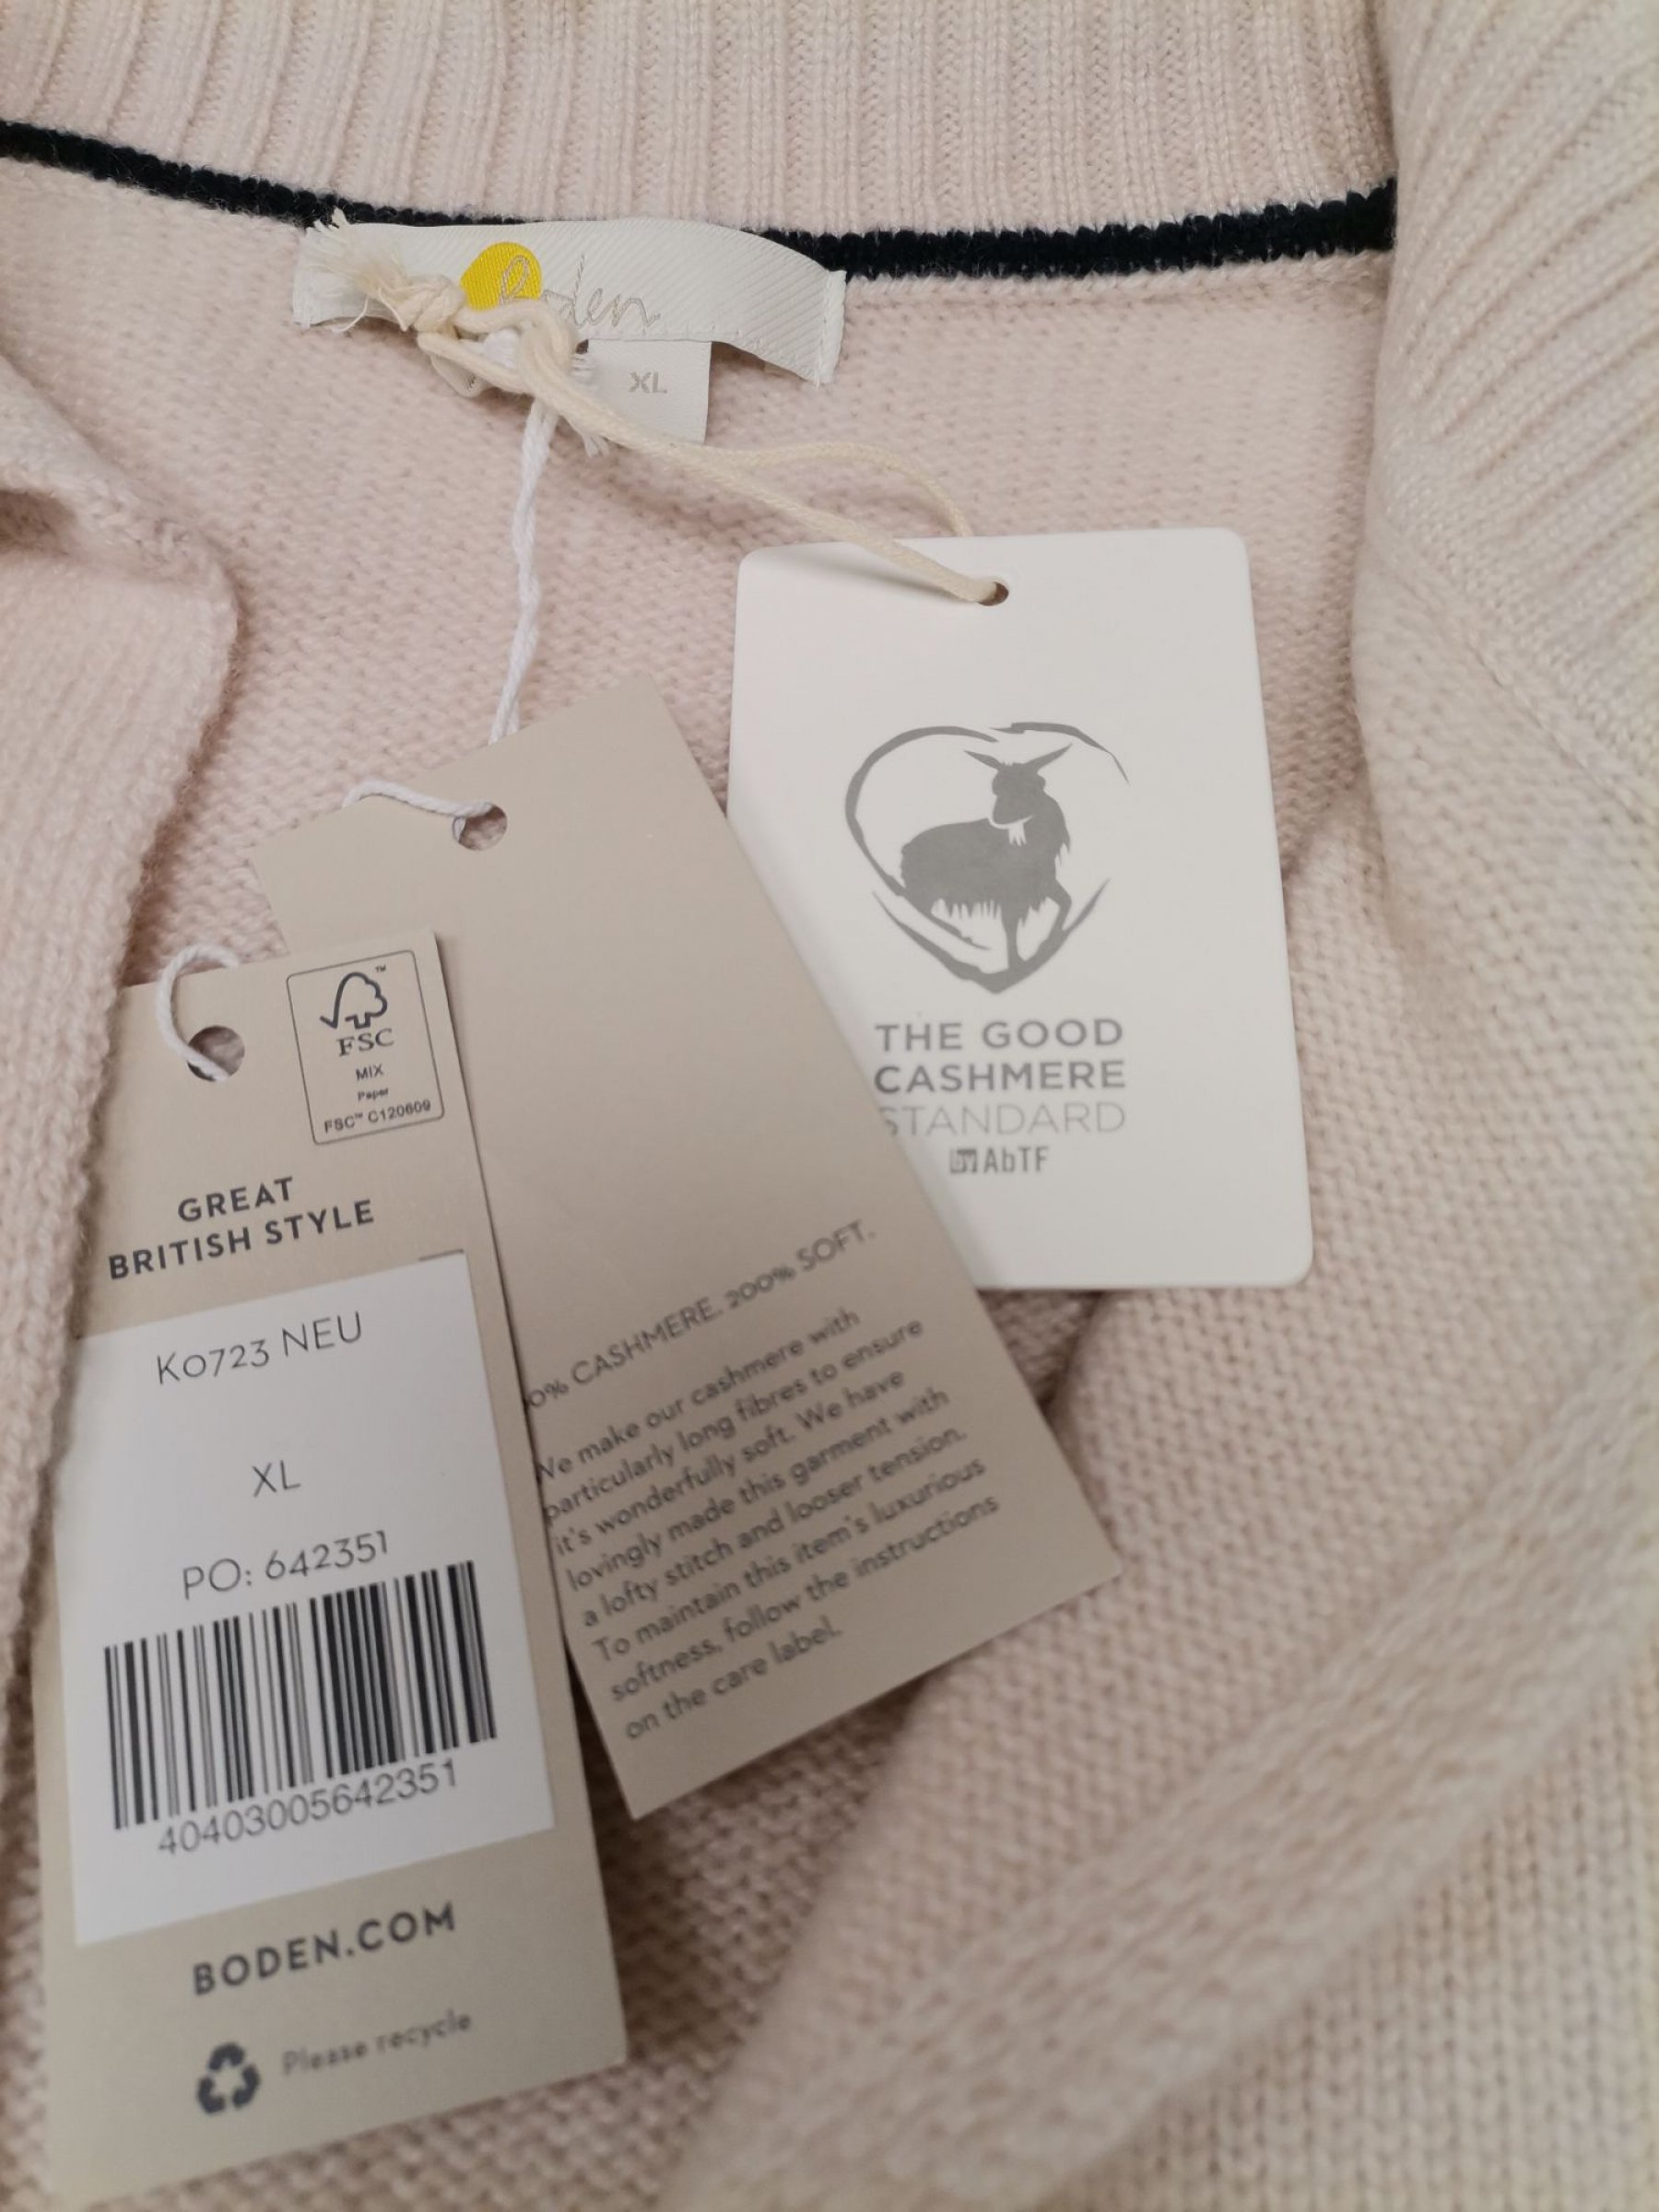 Boden
XL
THE GOOD
CASHMERE
STANDARD
by AbTF
FSC™
MIX
Paper
FSC™ C120609
GREAT
BRITISH STYLE
K0723 NEU
XL
PO: 642351
40403005642351
BODEN.COM
Please recycle
0% CASHMERE. 200% SOFT.
We make our cashmere with
particularly long fibres to ensure
it's wonderfully soft. We have
lovingly made this garment with
a lofty stitch and looser tension.
To maintain this item's luxurious
softness, follow the instructions
on the care label.